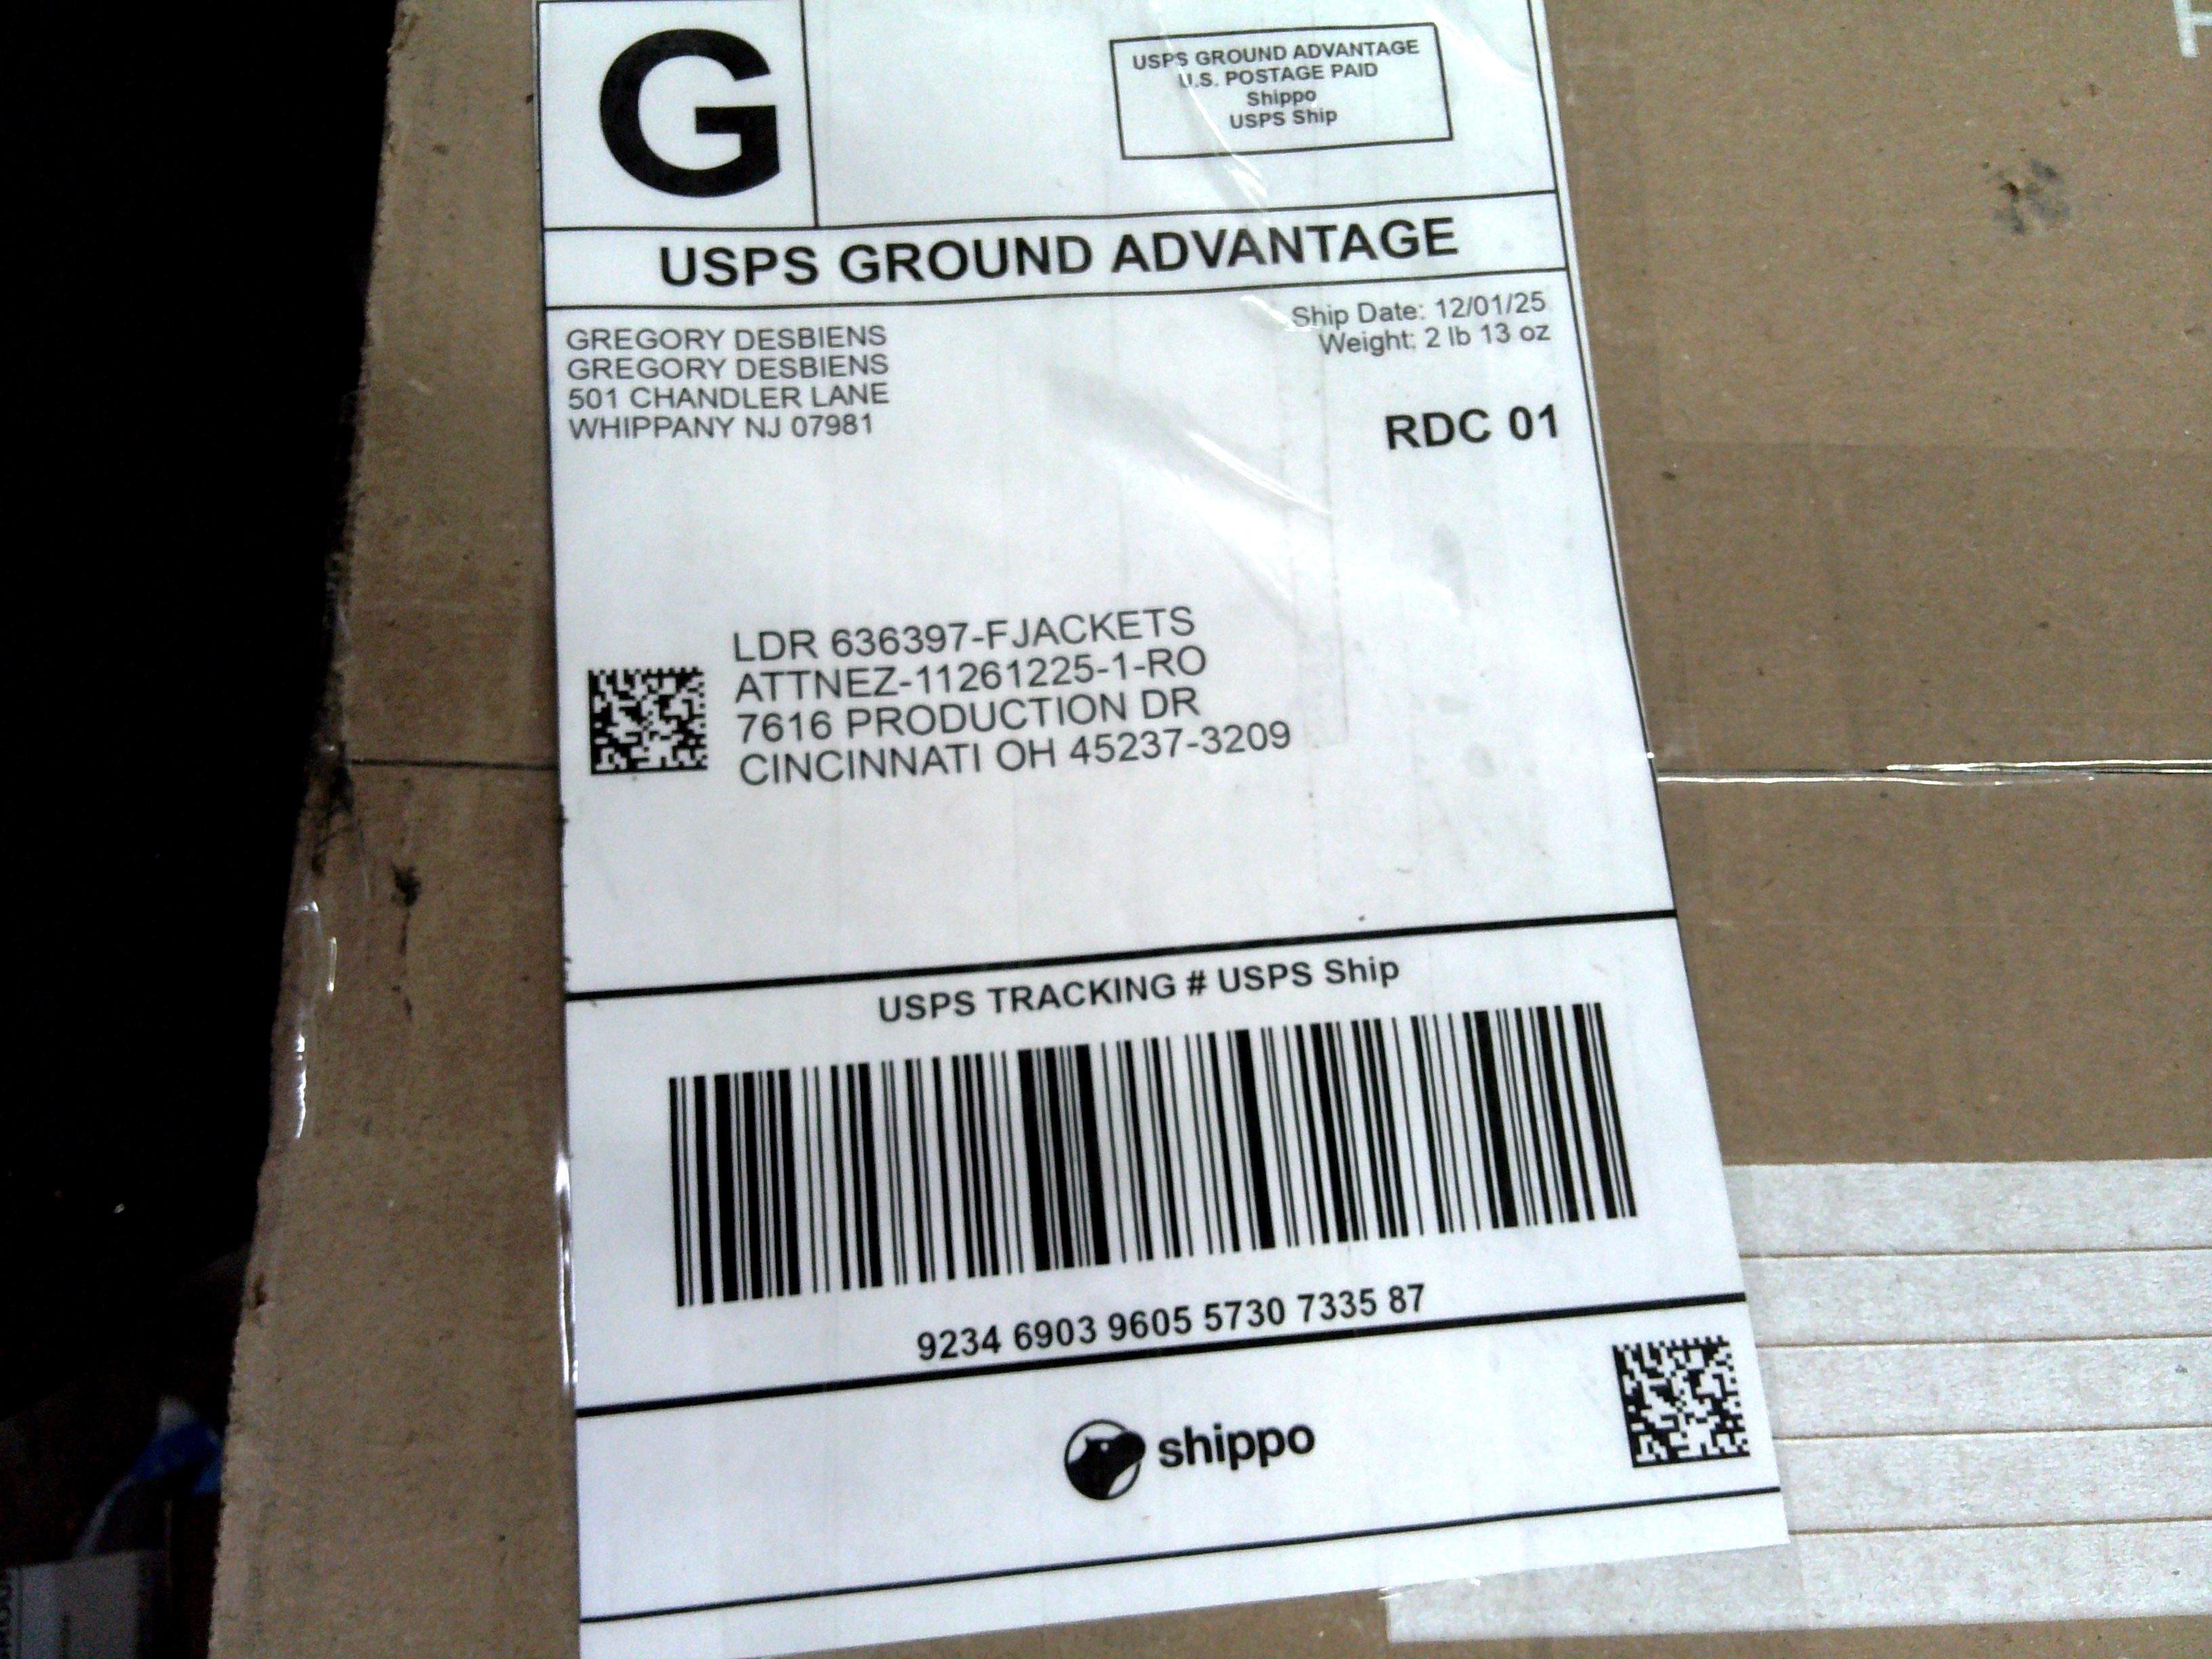 G
USPS GROUND ADVANTAGE
U.S. POSTAGE PAID
Shippo
USPS Ship
USPS GROUND ADVANTAGE
GREGORY DESBIENS
GREGORY DESBIENS
501 CHANDLER LANE
WHIPPANY NJ 07981
Ship Date: 12/01/25
Weight: 2 lb 13 oz
RDC 01
LDR 636397-FJACKETS
ATTNEZ-11261225-1-RO
7616 PRODUCTION DR
CINCINNATI OH 45237-3209
USPS TRACKING # USPS Ship
9234 6903 9605 5730 7335 87
shippo